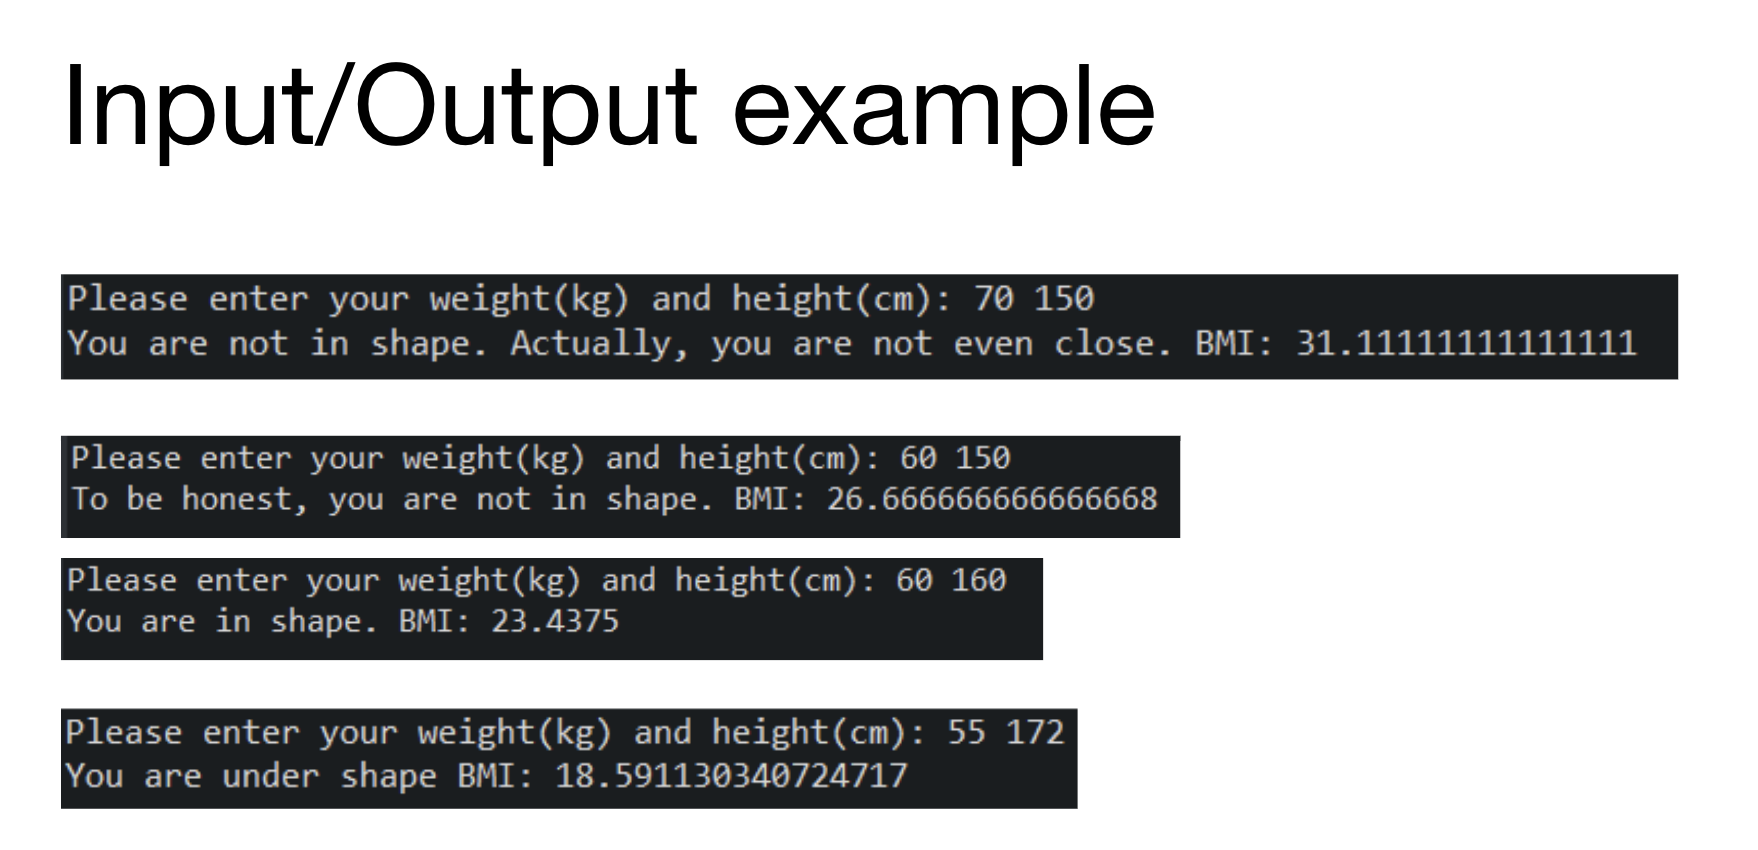 Input/Output example
Please enter your weight(kg) and height(cm): 70 150
You are not in shape. Actually, you are not even close. BMI: 31.11111111111111
Please enter your weight(kg) and height(cm): 60 150
To be honest, you are not in shape. BMI: 26.666666666666668
Please enter your weight(kg) and height(cm): 60 160
You are in shape. BMI: 23.4375
Please enter your weight(kg) and height(cm): 55 172
You are under shape BMI: 18.591130340724717